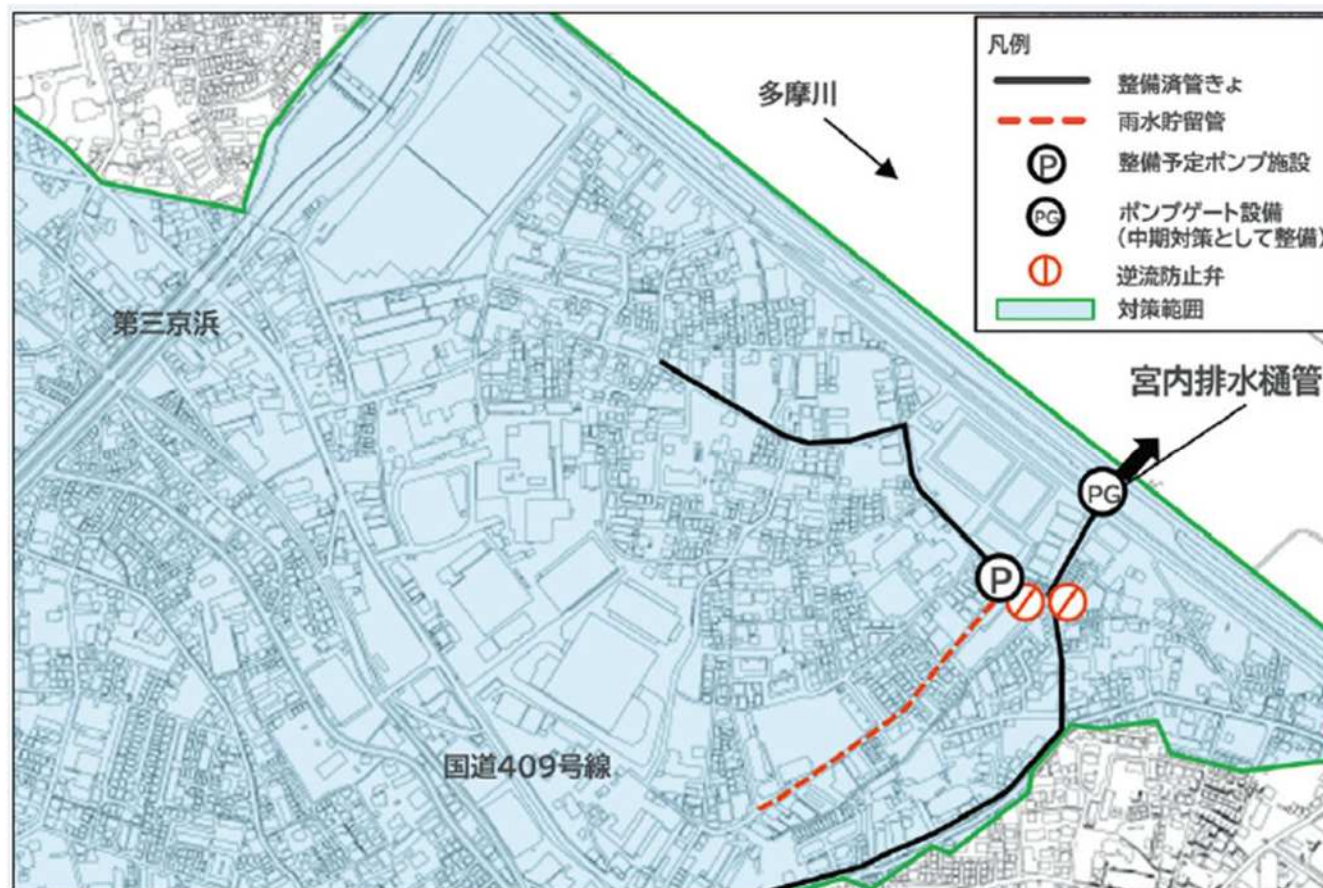 凡例
整備済管きょ
雨水貯留管
P
整備予定ポンプ施設
PG
ポンプゲート設備
(中期対策として整備)
逆流防止弁
対策範囲
多摩川
第三京浜
宮内排水樋管
PG
P
国道409号線